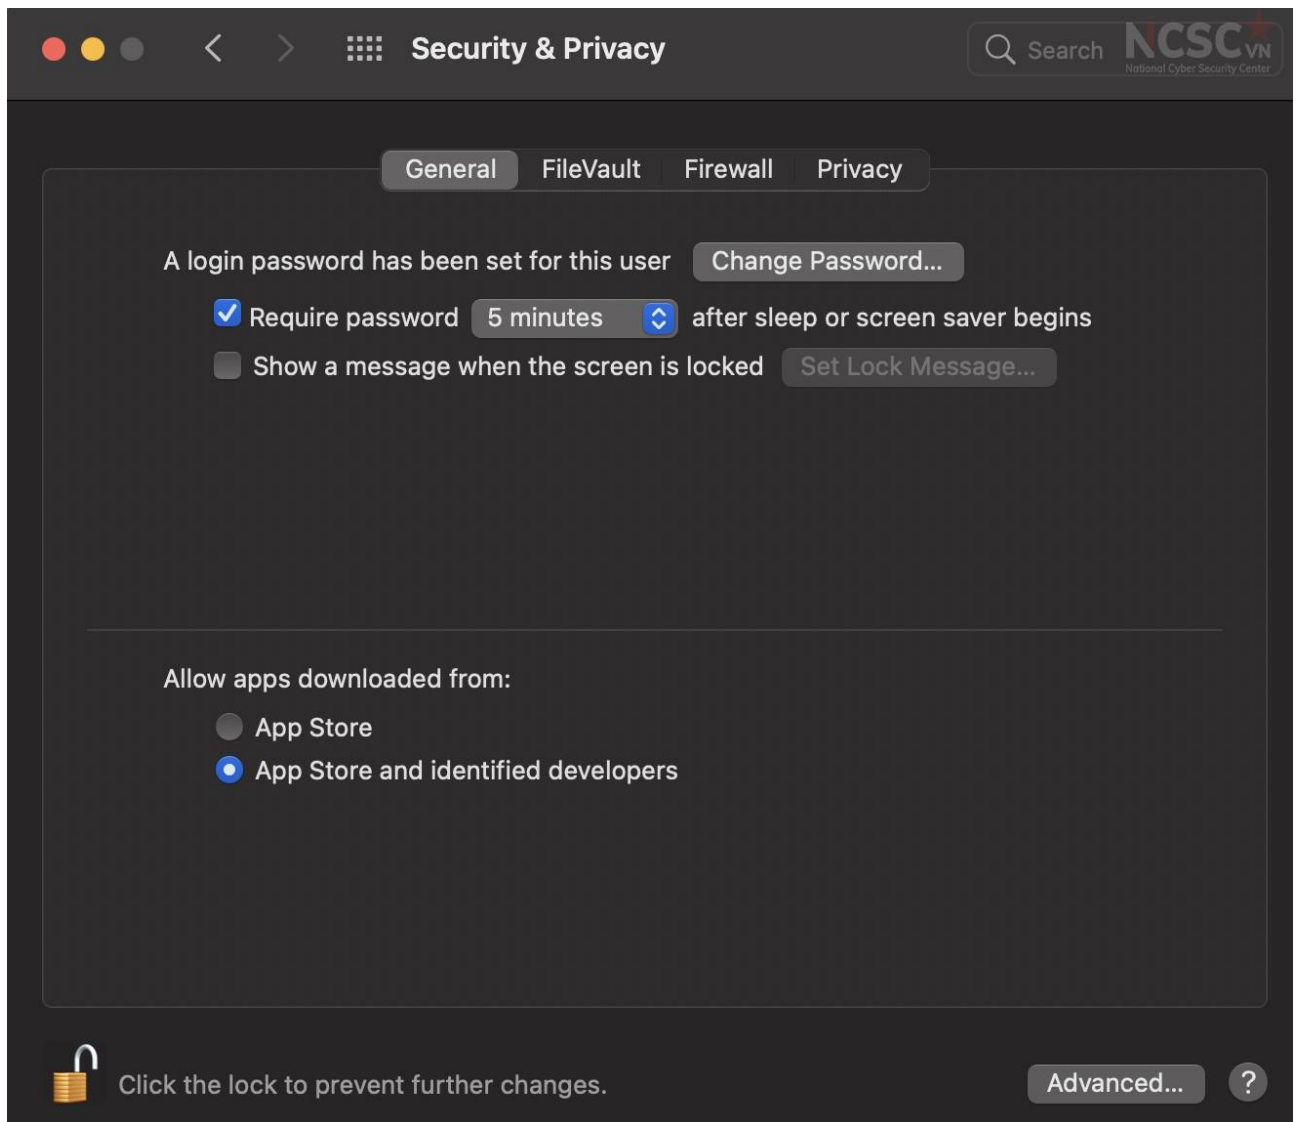 Security & Privacy
Search
NCSC VN
National Cyber Security Center
General FileVault Firewall Privacy
A login password has been set for this user Change Password...
Require password 5 minutes after sleep or screen saver begins
Show a message when the screen is locked Set Lock Message...
Allow apps downloaded from:
App Store
App Store and identified developers
Click the lock to prevent further changes.
Advanced... ?